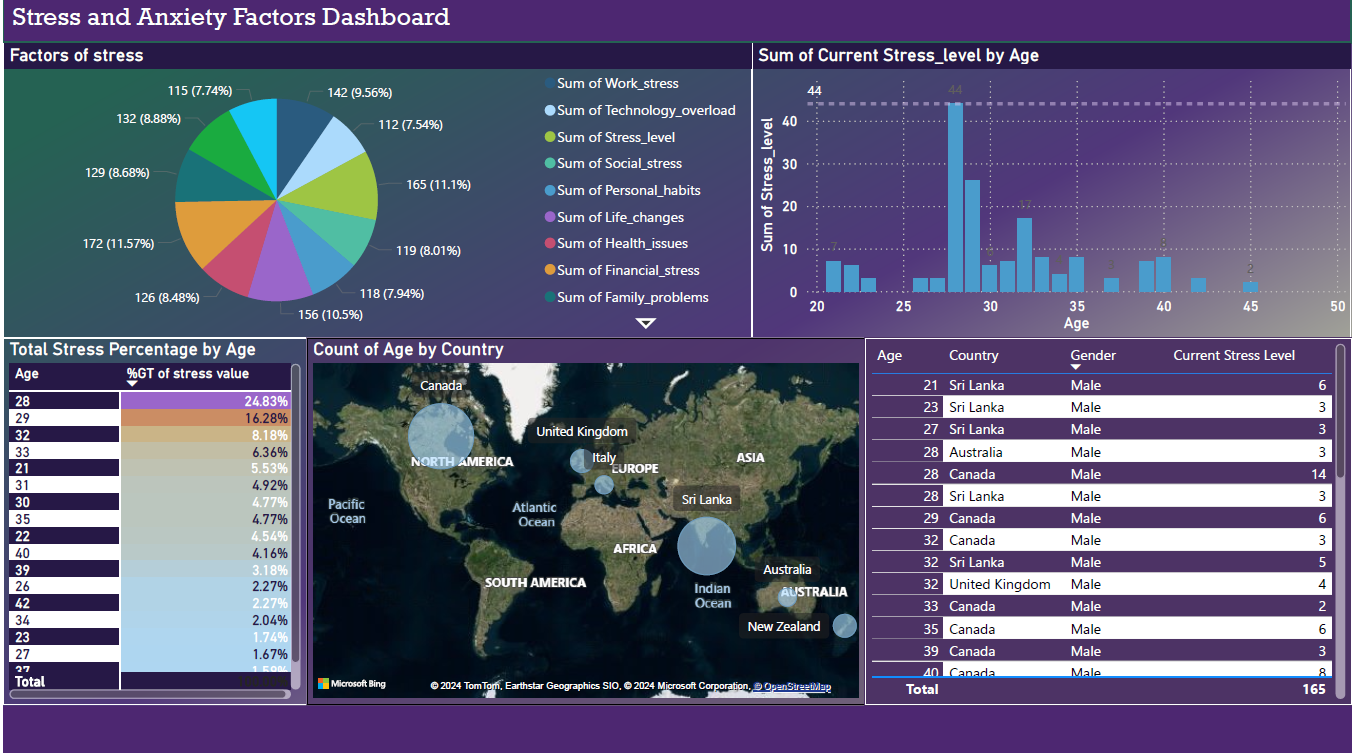 Stress and Anxiety Factors Dashboard
Factors of stress
115 (7.74%)
142 (9.56%)
132 (8.88%)
112 (7.54%)
129 (8.68%)
165 (11.1%)
172 (11.57%)
119 (8.01%)
126 (8.48%)
118 (7.94%)
156 (10.5%)
Sum of Work_stress
Sum of Technology_overload
Sum of Stress_level
Sum of Social_stress
Sum of Personal_habits
Sum of Life_changes
Sum of Health_issues
Sum of Financial_stress
Sum of Family_problems
Sum of Current Stress_level by Age
44
44
40
30
20
10
0
Sum of Stress_level
7
17
3
2
20 25 30 35 40 45 50
Age
Total Stress Percentage by Age
Age %GT of stress value
28 24.83%
29 16.28%
32 8.18%
33 6.36%
21 5.53%
31 4.92%
30 4.77%
35 4.77%
22 4.54%
40 4.16%
39 3.18%
26 2.27%
42 2.27%
34 2.04%
23 1.74%
27 1.67%
37 1.59%
Total
Count of Age by Country
Canada
United Kingdom
Italy
NORTH AMERICA
EUROPE
ASIA
Sri Lanka
Pacific
Ocean
Atlantic
Ocean
AFRICA
Australia
SOUTH AMERICA
Indian
Ocean
AUSTRALIA
New Zealand
Microsoft Bing
© 2024 TomTom, Earthstar Geographics SIO, © 2024 Microsoft Corporation, © OpenStreetMap
Age Country Gender Current Stress Level
21 Sri Lanka Male 6
23 Sri Lanka Male 3
27 Sri Lanka Male 3
28 Australia Male 3
28 Canada Male 14
28 Sri Lanka Male 3
29 Canada Male 6
32 Canada Male 3
32 Sri Lanka Male 5
32 United Kingdom Male 4
33 Canada Male 2
35 Canada Male 6
39 Canada Male 3
40 Canada Male 8
Total 165